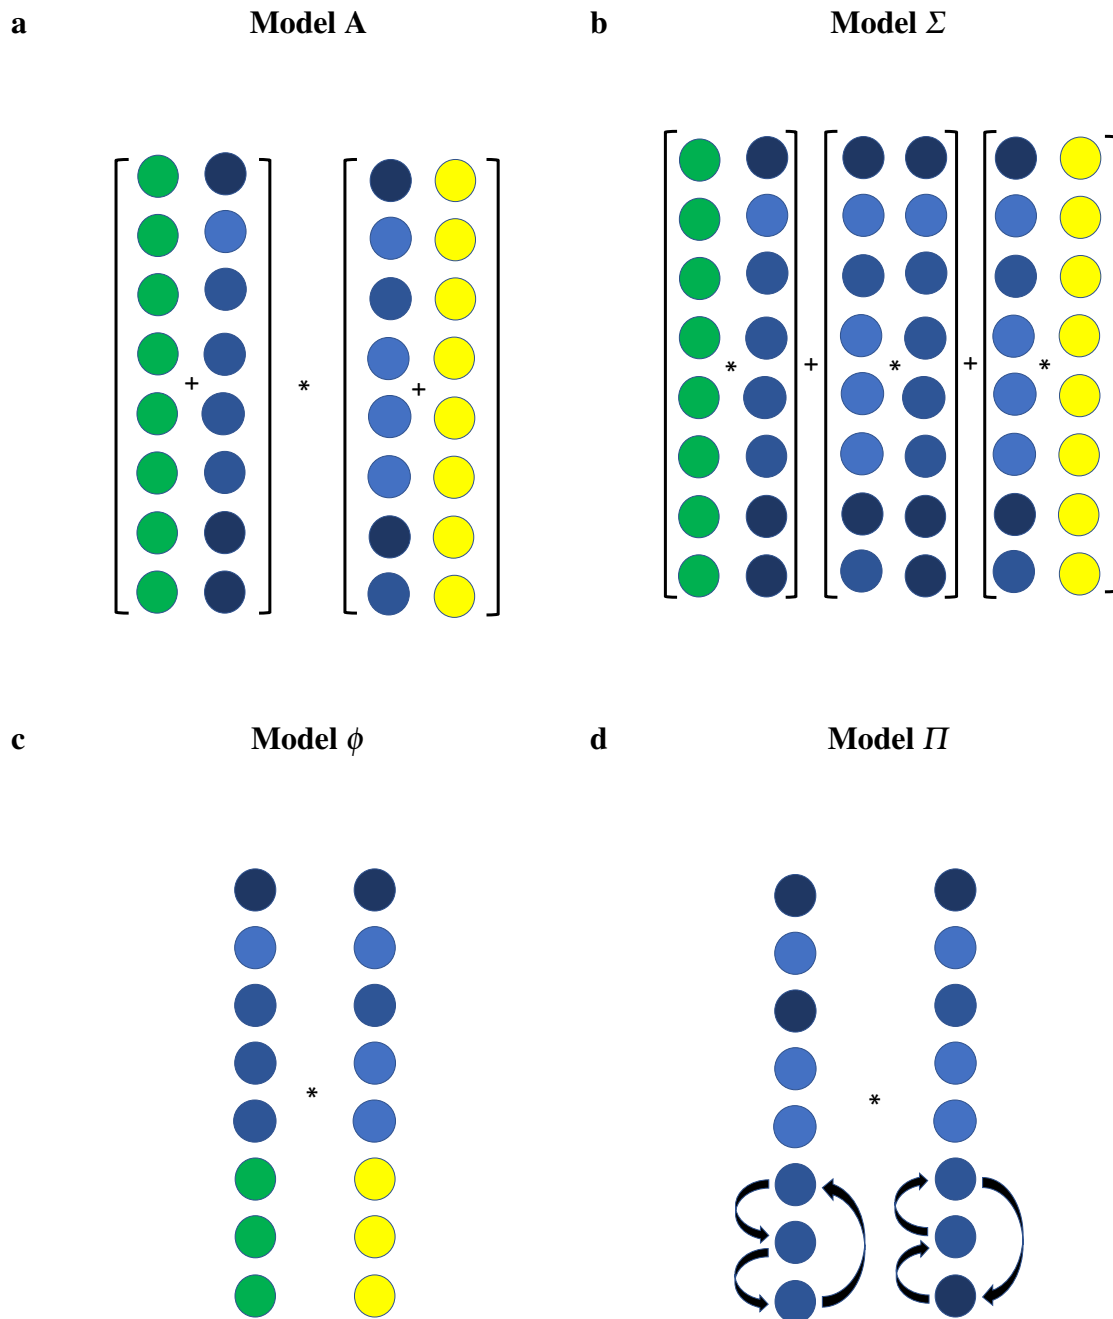 a Model A
b Model Σ
+ * +
* + * + *
c Model ϕ
d Model Π
*
*